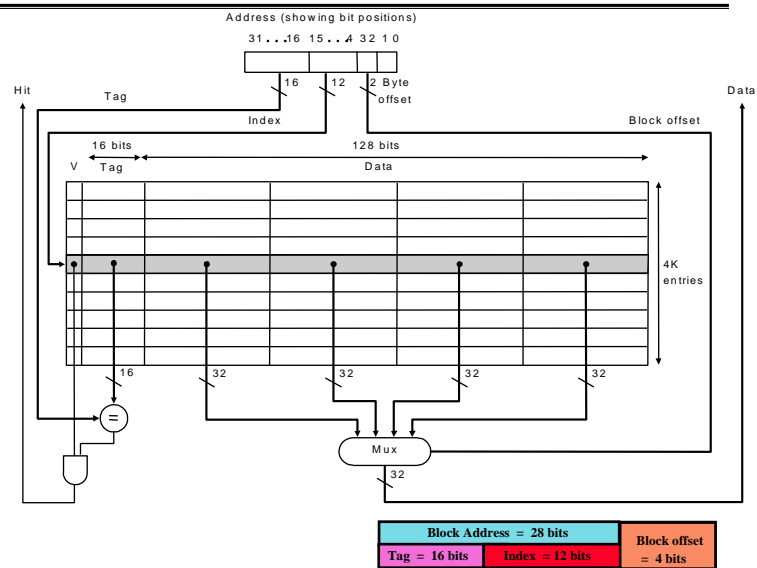 Address (showing bit positions)
31 . . . 16 15 . . . 4 32 1 0
16 12 2 Byte
offset
Hit Data
Tag
Index Block offset
16 bits 128 bits
V Tag Data
4K
entries
16 32 32 32 32
=
Mux
32
Block Address = 28 bits
Block offset
= 4 bits
Tag = 16 bits Index = 12 bits